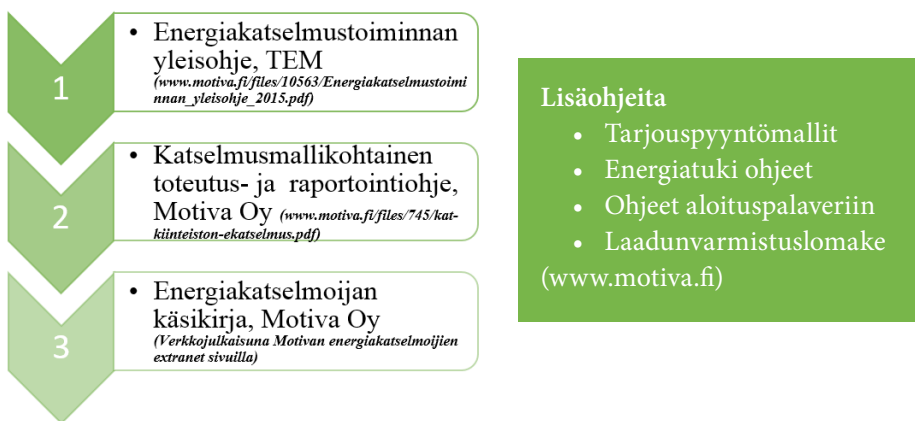 1
• Energiakatselmustoiminnan
yleisohje, TEM
(www.motiva.fi/files/10563/Energiakatselmustoimi
nnan_yleisohje_2015.pdf)
2
• Katselmusmallikohtainen
toteutus- ja raportointiohje,
Motiva Oy (www.motiva.fi/files/745/kat-
kiinteiston-ekatselmus.pdf)
3
• Energiakatselmoijan
käsikirja, Motiva Oy
(Verkkojulkaisuna Motivan energiakatselmoijien
extranet sivuilla)
Lisäohjeita
• Tarjouspyyntömallit
• Energiatuki ohjeet
• Ohjeet aloituspalaveriin
• Laadunvarmistuslomake
(www.motiva.fi)